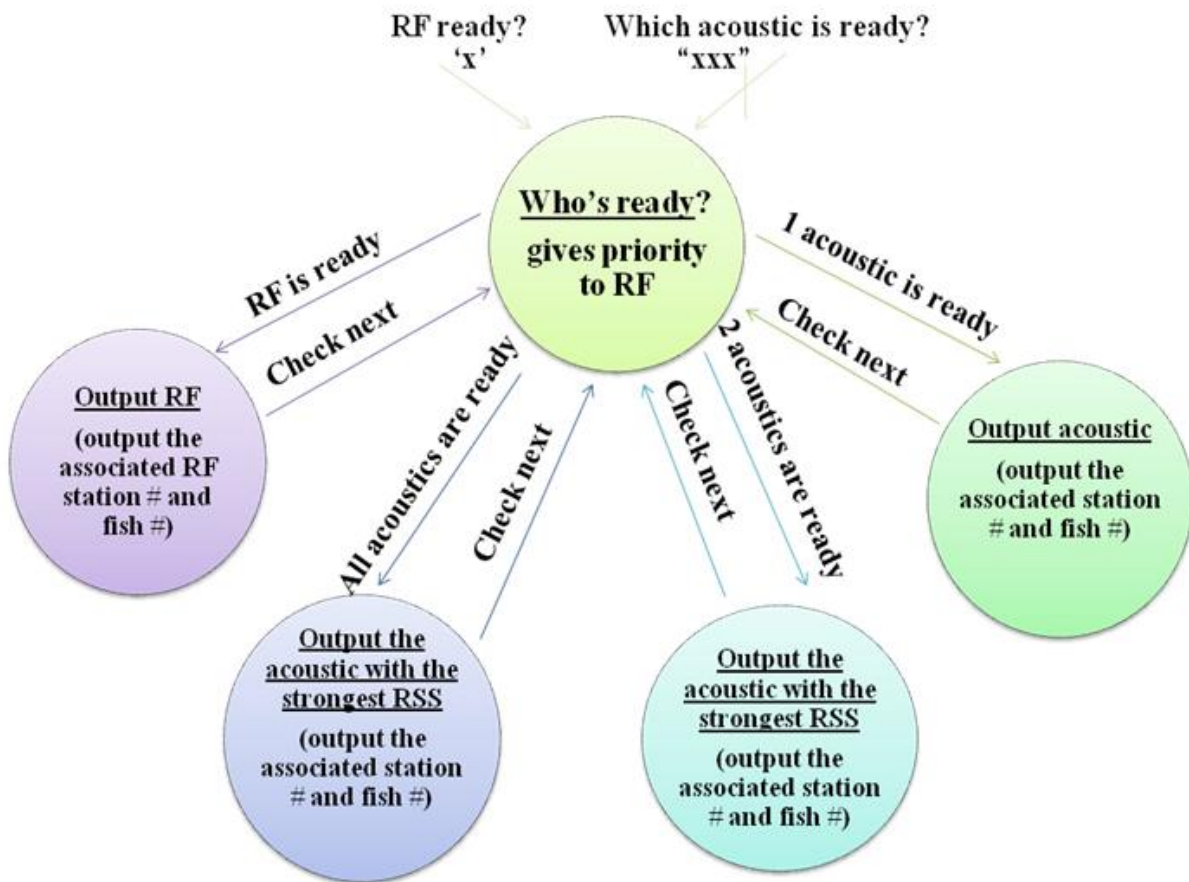 RF ready?
‘x’
Which acoustic is ready?
“xxx”
Who’s ready?
gives priority
to RF
RF is ready
Check next
1 acoustic is ready
Check next
All acoustics are ready
Check next
2 acoustics are ready
Check next
Output RF
(output the
associated RF
station # and
fish #)
Output acoustic
(output the
associated station
# and fish #)
Output the
acoustic with the
strongest RSS
(output the
associated station
# and fish #)
Output the
acoustic with the
strongest RSS
(output the
associated station
# and fish #)